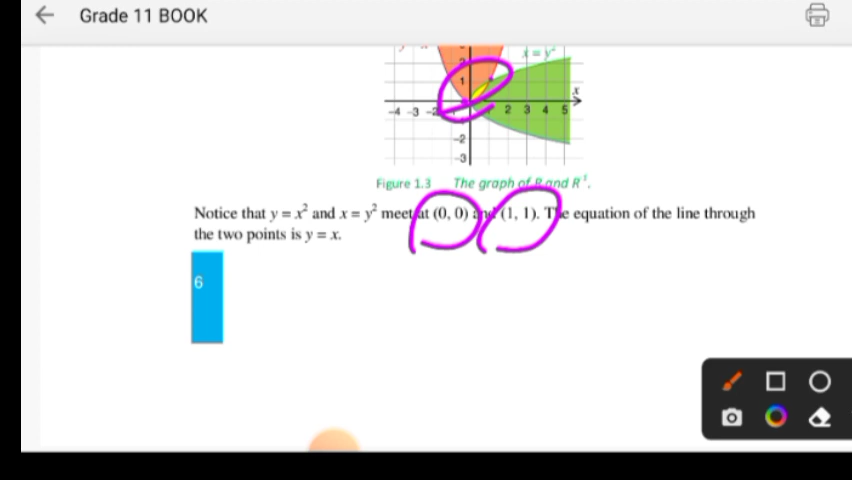 Grade 11 BOOK
x = y²
2
1
x
-4 -3 -2 2 3 4 5
-2
-3
Figure 1.3 The graph of R and R⁻¹.
Notice that y = x² and x = y² meet at (0, 0) and (1, 1). The equation of the line through
the two points is y = x.
6